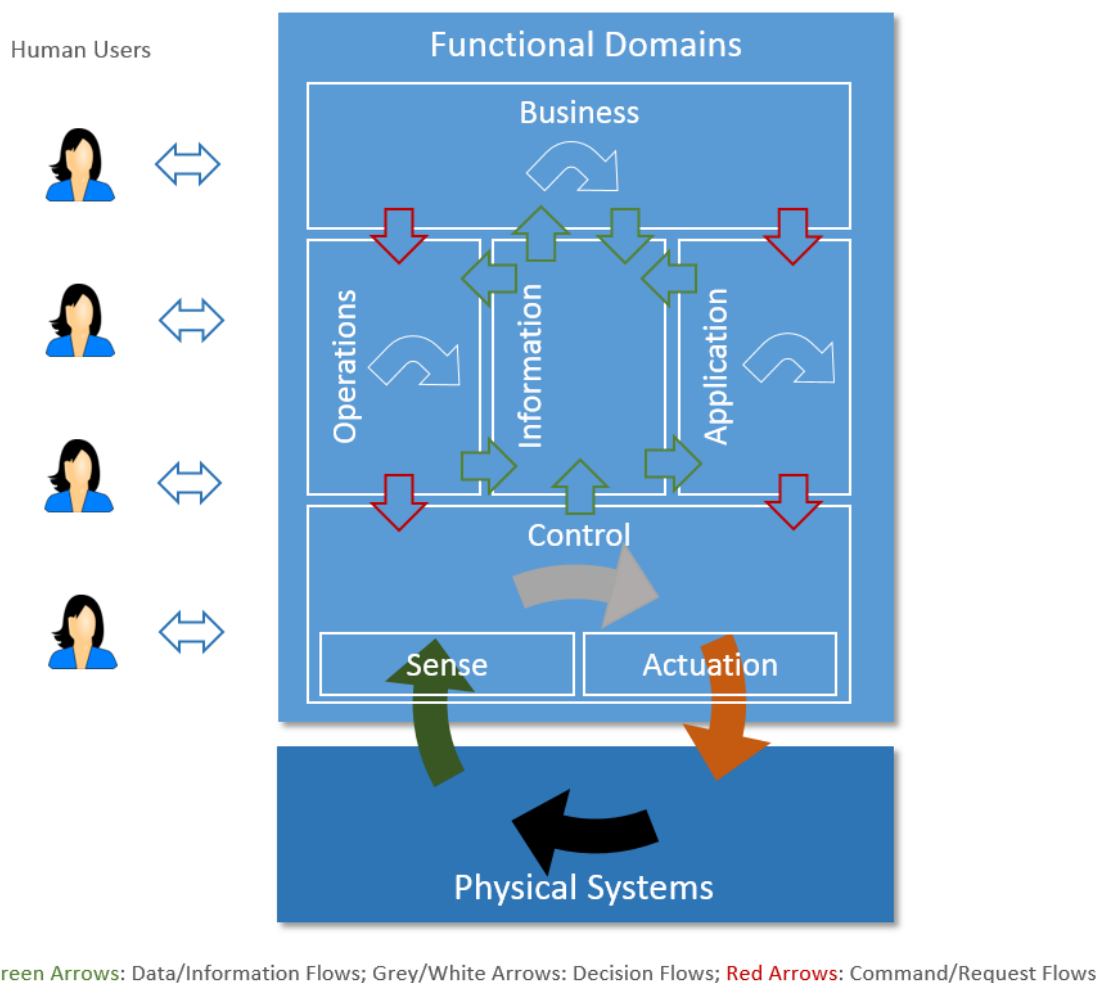 Functional Domains
Human Users
Business
Operations
Information
Application
Control
Sense
Actuation
Physical Systems
reen Arrows: Data/Information Flows; Grey/White Arrows: Decision Flows; Red Arrows: Command/Request Flows